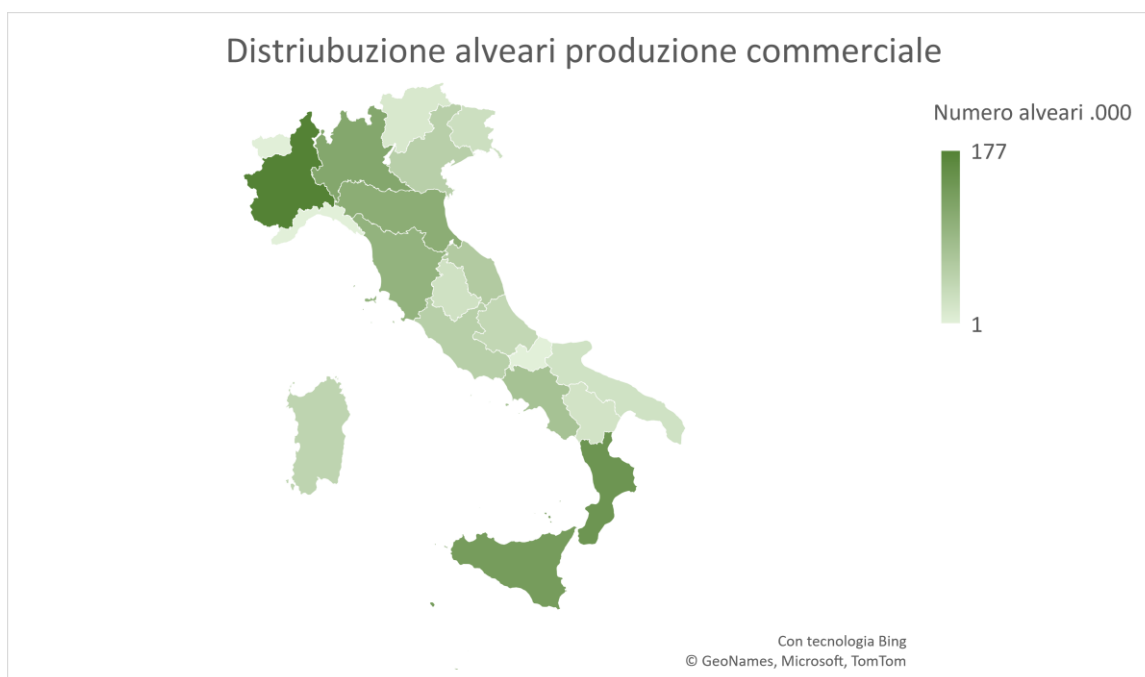 Distriubuzione alveari produzione commerciale
Numero alveari .000
177
1
Con tecnologia Bing
© GeoNames, Microsoft, TomTom